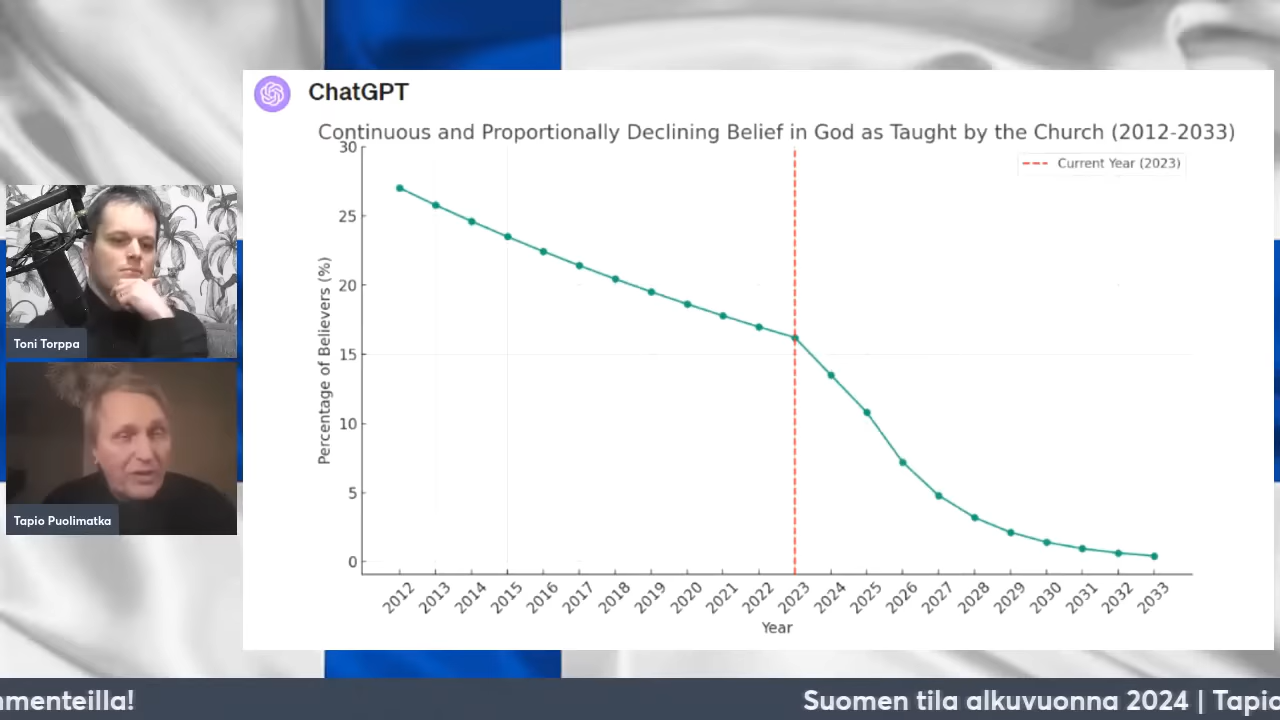 ChatGPT
Continuous and Proportionally Declining Belief in God as Taught by the Church (2012-2033)
Current Year (2023)
30
25
20
15
10
5
0
Percentage of Believers (%)
2012 2013 2014 2015 2016 2017 2018 2019 2020 2021 2022 2023 2024 2025 2026 2027 2028 2029 2030 2031 2032 2033
Year
Toni Torppa
Tapio Puolimatka
mmenteilla!
Suomen tila alkuvuonna 2024 | Tapio